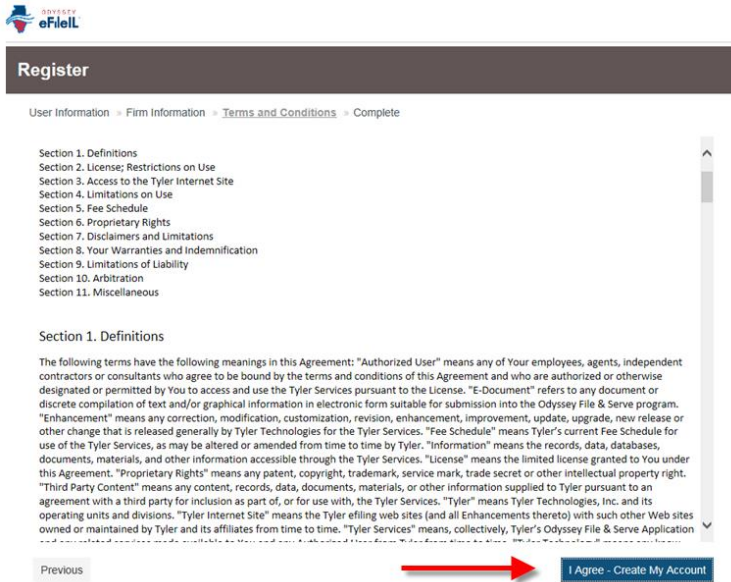 ODYSSEY
eFileIL
Register
User Information » Firm Information » Terms and Conditions » Complete
Section 1. Definitions
Section 2. License; Restrictions on Use
Section 3. Access to the Tyler Internet Site
Section 4. Limitations on Use
Section 5. Fee Schedule
Section 6. Proprietary Rights
Section 7. Disclaimers and Limitations
Section 8. Your Warranties and Indemnification
Section 9. Limitations of Liability
Section 10. Arbitration
Section 11. Miscellaneous
Section 1. Definitions
The following terms have the following meanings in this Agreement: "Authorized User" means any of Your employees, agents, independent
contractors or consultants who agree to be bound by the terms and conditions of this Agreement and who are authorized or otherwise
designated or permitted by You to access and use the Tyler Services pursuant to the License. "E-Document" refers to any document or
discrete compilation of text and/or graphical information in electronic form suitable for submission into the Odyssey File & Serve program.
"Enhancement" means any correction, modification, customization, revision, enhancement, improvement, update, upgrade, new release or
other change that is released generally by Tyler Technologies for the Tyler Services. "Fee Schedule" means Tyler's current Fee Schedule for
use of the Tyler Services, as may be altered or amended from time to time by Tyler. "Information" means the records, data, databases,
documents, materials, and other information accessible through the Tyler Services. "License" means the limited license granted to You under
this Agreement. "Proprietary Rights" means any patent, copyright, trademark, service mark, trade secret or other intellectual property right.
"Third Party Content" means any content, records, data, documents, materials, or other information supplied to Tyler pursuant to an
agreement with a third party for inclusion as part of, or for use with, the Tyler Services. "Tyler" means Tyler Technologies, Inc. and its
operating units and divisions. "Tyler Internet Site" means the Tyler efiling web sites (and all Enhancements thereto) with such other Web sites
owned or maintained by Tyler and its affiliates from time to time. "Tyler Services" means, collectively, Tyler's Odyssey File & Serve Application
Previous
I Agree - Create My Account